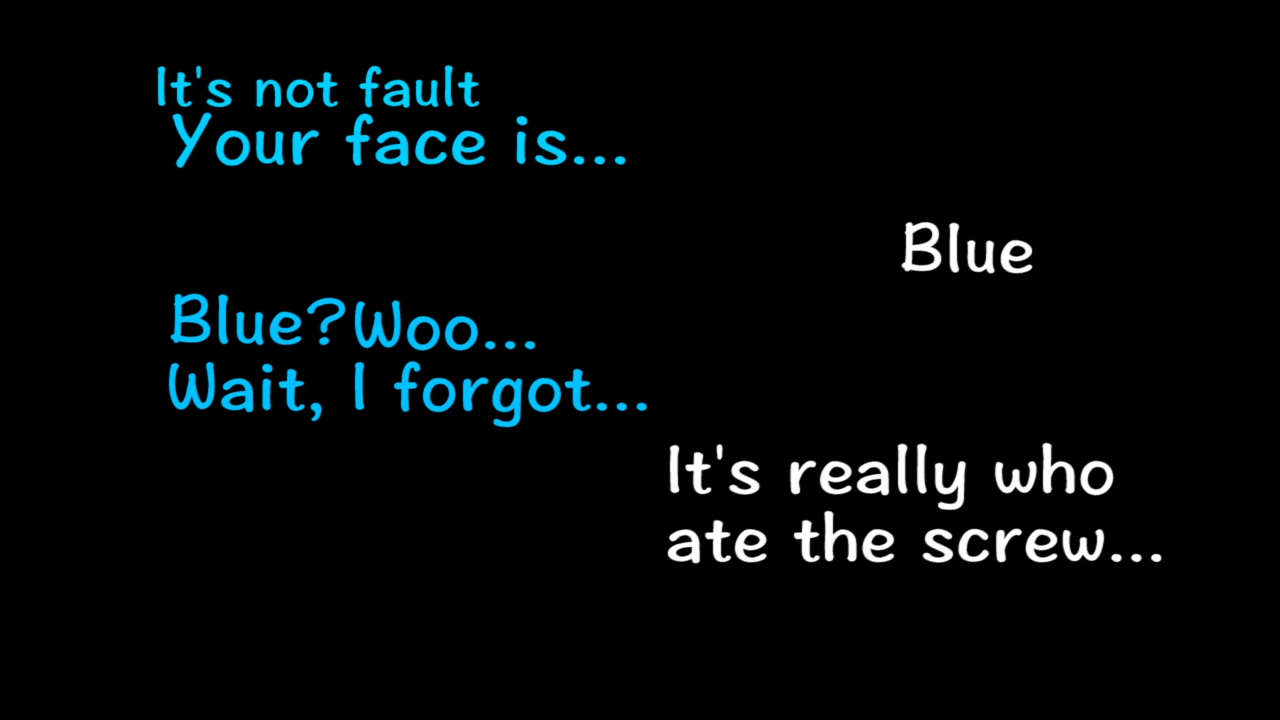 It's not fault
Your face is...
Blue
Blue?Woo...
Wait, I forgot...
It's really who
ate the screw...